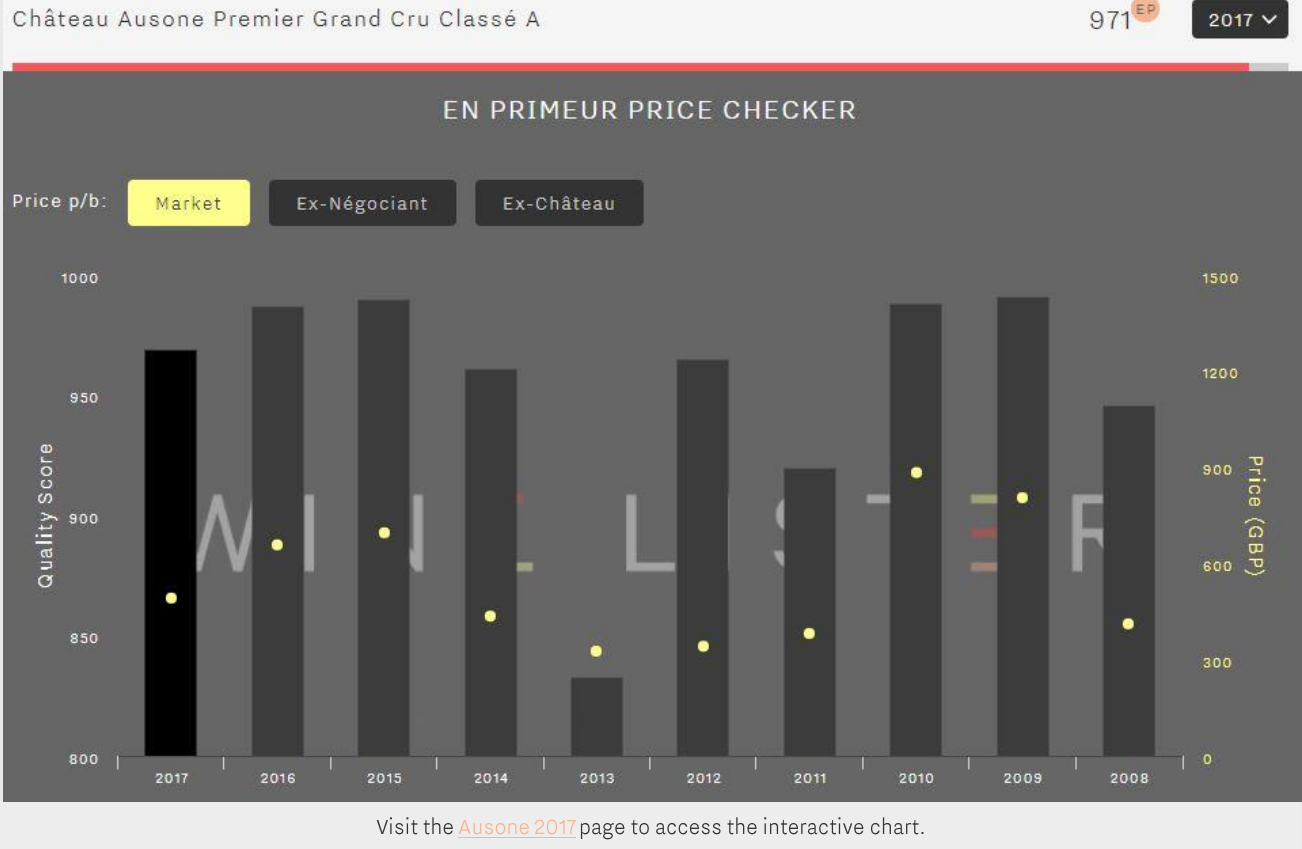 Château Ausone Premier Grand Cru Classé A
971 EP
2017
EN PRIMEUR PRICE CHECKER
Price p/b:
Market
Ex-Négociant
Ex-Château
1000
950
900
850
800
Quality Score
WINE LISTER
1500
1200
900
600
300
0
Price (GBP)
2017 2016 2015 2014 2013 2012 2011 2010 2009 2008
Visit the Ausone 2017 page to access the interactive chart.